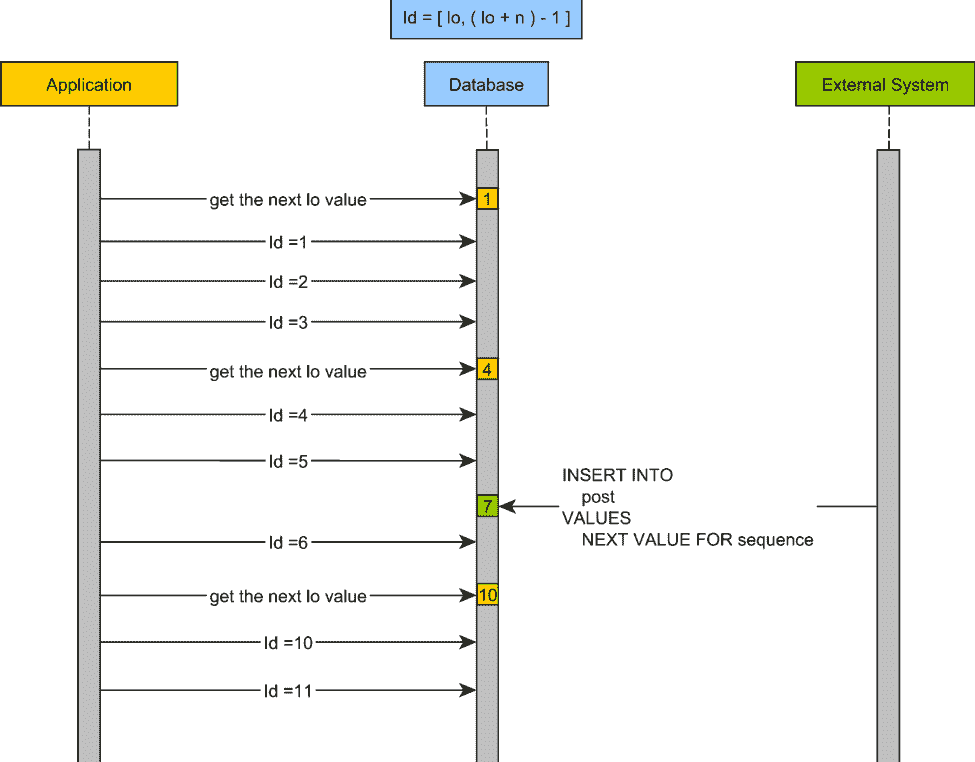 Id = [ lo, ( lo + n ) - 1 ]
Application
Database
External System
get the next lo value
1
Id =1
Id =2
Id =3
get the next lo value
4
Id =4
Id =5
INSERT INTO
post
VALUES
NEXT VALUE FOR sequence
7
Id =6
get the next lo value
10
Id =10
Id =11